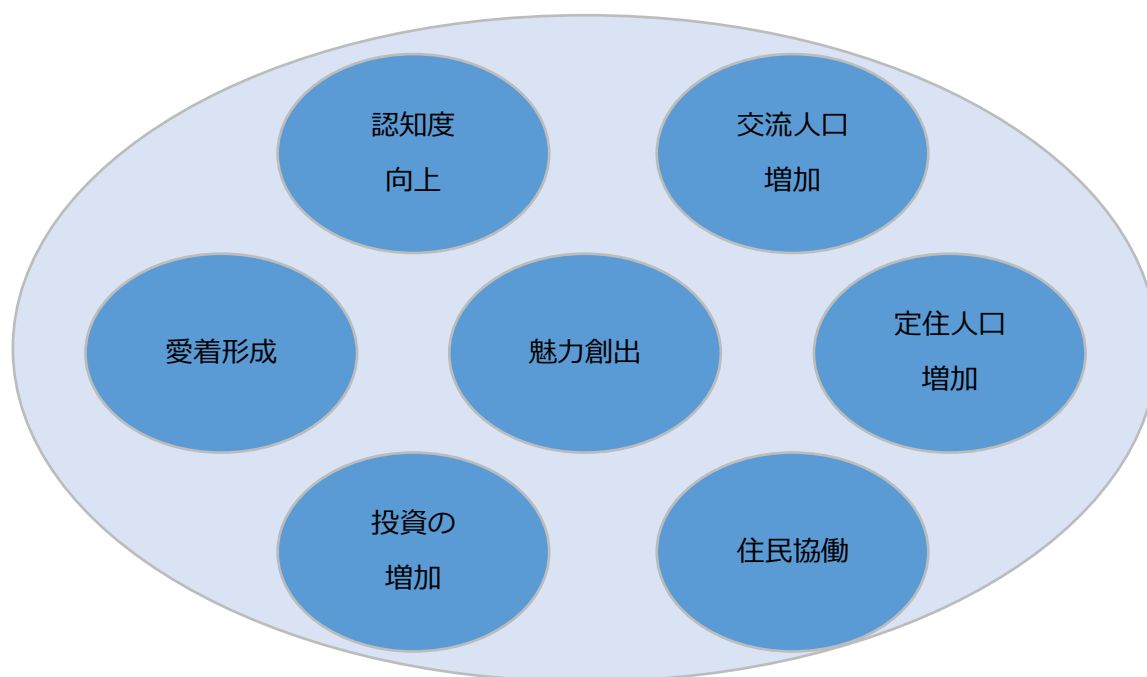 認知度
向上
交流人口
増加
愛着形成
魅力創出
定住人口
増加
投資の
増加
住民協働